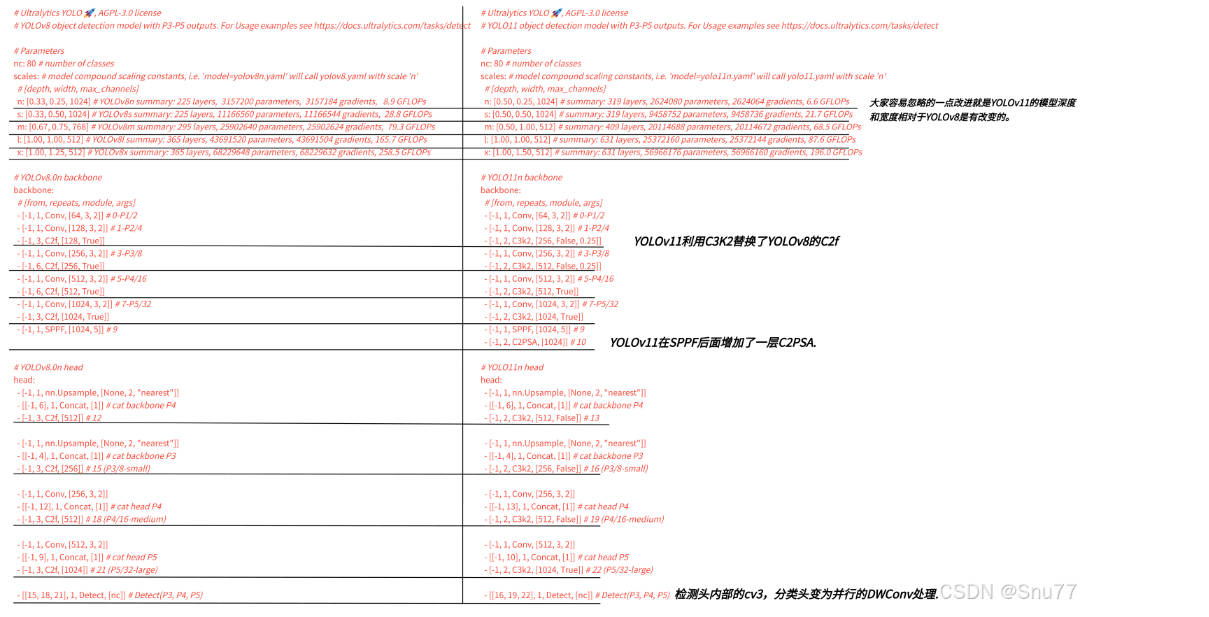 # Ultralytics YOLO 🚀, AGPL-3.0 license
# YOLOv8 object detection model with P3-P5 outputs. For Usage examples see https://docs.ultralytics.com/tasks/detect
# Parameters
nc: 80 # number of classes
scales: # model compound scaling constants, i.e. 'model=yolov8n.yaml' will call yolov8.yaml with scale 'n'
# [depth, width, max_channels]
n: [0.33, 0.25, 1024] # YOLOv8n summary: 225 layers, 3157200 parameters, 3157184 gradients, 8.9 GFLOPs
s: [0.33, 0.50, 1024] # YOLOv8s summary: 225 layers, 11166560 parameters, 11166544 gradients, 28.8 GFLOPs
m: [0.67, 0.75, 768] # YOLOv8m summary: 295 layers, 25902640 parameters, 25902624 gradients, 79.3 GFLOPs
l: [1.00, 1.00, 512] # YOLOv8l summary: 365 layers, 43691520 parameters, 43691504 gradients, 165.7 GFLOPs
x: [1.00, 1.25, 512] # YOLOv8x summary: 365 layers, 68229648 parameters, 68229632 gradients, 258.5 GFLOPs
# YOLOv8.0n backbone
backbone:
# [from, repeats, module, args]
- [-1, 1, Conv, [64, 3, 2]] # 0-P1/2
- [-1, 1, Conv, [128, 3, 2]] # 1-P2/4
- [-1, 3, C2f, [128, True]]
- [-1, 1, Conv, [256, 3, 2]] # 3-P3/8
- [-1, 6, C2f, [256, True]]
- [-1, 1, Conv, [512, 3, 2]] # 5-P4/16
- [-1, 6, C2f, [512, True]]
- [-1, 1, Conv, [1024, 3, 2]] # 7-P5/32
- [-1, 3, C2f, [1024, True]]
- [-1, 1, SPPF, [1024, 5]] # 9
# YOLOv8.0n head
head:
- [-1, 1, nn.Upsample, [None, 2, "nearest"]]
- [[-1, 6], 1, Concat, [1]] # cat backbone P4
- [-1, 3, C2f, [512]] # 12
- [-1, 1, nn.Upsample, [None, 2, "nearest"]]
- [[-1, 4], 1, Concat, [1]] # cat backbone P3
- [-1, 3, C2f, [256]] # 15 (P3/8-small)
- [-1, 1, Conv, [256, 3, 2]]
- [[-1, 12], 1, Concat, [1]] # cat head P4
- [-1, 3, C2f, [512]] # 18 (P4/16-medium)
- [-1, 1, Conv, [512, 3, 2]]
- [[-1, 9], 1, Concat, [1]] # cat head P5
- [-1, 3, C2f, [1024]] # 21 (P5/32-large)
- [[15, 18, 21], 1, Detect, [nc]] # Detect(P3, P4, P5)
# Ultralytics YOLO 🚀, AGPL-3.0 license
# YOLO11 object detection model with P3-P5 outputs. For Usage examples see https://docs.ultralytics.com/tasks/detect
# Parameters
nc: 80 # number of classes
scales: # model compound scaling constants, i.e. 'model=yolo11n.yaml' will call yolo11.yaml with scale 'n'
# [depth, width, max_channels]
n: [0.50, 0.25, 1024] # summary: 319 layers, 2624080 parameters, 2624064 gradients, 6.6 GFLOPs
s: [0.50, 0.50, 1024] # summary: 319 layers, 9458752 parameters, 9458736 gradients, 21.7 GFLOPs
m: [0.50, 1.00, 512] # summary: 409 layers, 20114688 parameters, 20114672 gradients, 68.5 GFLOPs
l: [1.00, 1.00, 512] # summary: 631 layers, 25372160 parameters, 25372144 gradients, 87.6 GFLOPs
x: [1.00, 1.50, 512] # summary: 631 layers, 56966176 parameters, 56966160 gradients, 196.0 GFLOPs
大家容易忽略的一点改进就是YOLOv11的模型深度
和宽度相对于YOLOv8是有改变的。
# YOLO11n backbone
backbone:
# [from, repeats, module, args]
- [-1, 1, Conv, [64, 3, 2]] # 0-P1/2
- [-1, 1, Conv, [128, 3, 2]] # 1-P2/4
- [-1, 2, C3k2, [256, False, 0.25]]
YOLOv11利用C3K2替换了YOLOv8的C2f
- [-1, 1, Conv, [256, 3, 2]] # 3-P3/8
- [-1, 2, C3k2, [512, False, 0.25]]
- [-1, 1, Conv, [512, 3, 2]] # 5-P4/16
- [-1, 2, C3k2, [512, True]]
- [-1, 1, Conv, [1024, 3, 2]] # 7-P5/32
- [-1, 2, C3k2, [1024, True]]
- [-1, 1, SPPF, [1024, 5]] # 9
- [-1, 2, C2PSA, [1024]] # 10
YOLOv11在SPPF后面增加了一层C2PSA.
# YOLO11n head
head:
- [-1, 1, nn.Upsample, [None, 2, "nearest"]]
- [[-1, 6], 1, Concat, [1]] # cat backbone P4
- [-1, 2, C3k2, [512, False]] # 13
- [-1, 1, nn.Upsample, [None, 2, "nearest"]]
- [[-1, 4], 1, Concat, [1]] # cat backbone P3
- [-1, 2, C3k2, [256, False]] # 16 (P3/8-small)
- [-1, 1, Conv, [256, 3, 2]]
- [[-1, 13], 1, Concat, [1]] # cat head P4
- [-1, 2, C3k2, [512, False]] # 19 (P4/16-medium)
- [-1, 1, Conv, [512, 3, 2]]
- [[-1, 10], 1, Concat, [1]] # cat head P5
- [-1, 2, C3k2, [1024, True]] # 22 (P5/32-large)
- [[16, 19, 22], 1, Detect, [nc]] # Detect(P3, P4, P5)
检测头内部的cv3，分类头变为并行的DWConv处理.
CSDN @Snu77